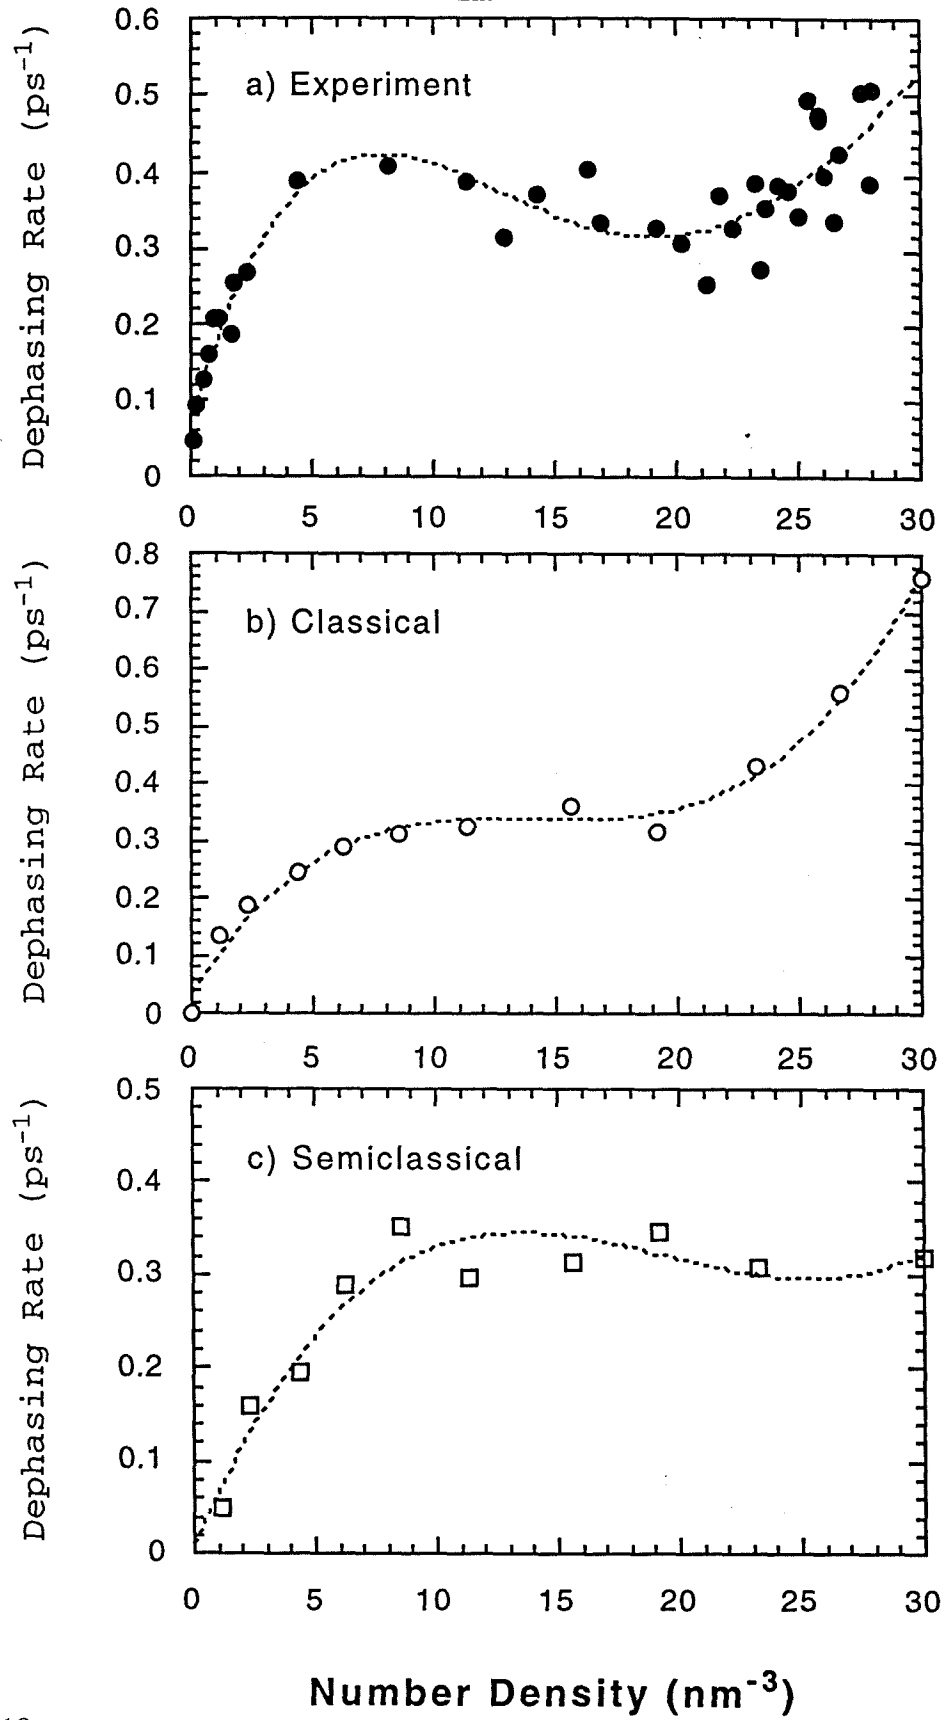 0.6
0.5
0.4
0.3
0.2
0.1
0
Dephasing Rate (ps⁻¹)
a) Experiment
0 5 10 15 20 25 30
0.8
0.7
0.6
0.5
0.4
0.3
0.2
0.1
0
Dephasing Rate (ps⁻¹)
b) Classical
0 5 10 15 20 25 30
0.5
0.4
0.3
0.2
0.1
0
Dephasing Rate (ps⁻¹)
c) Semiclassical
0 5 10 15 20 25 30
Number Density (nm⁻³)